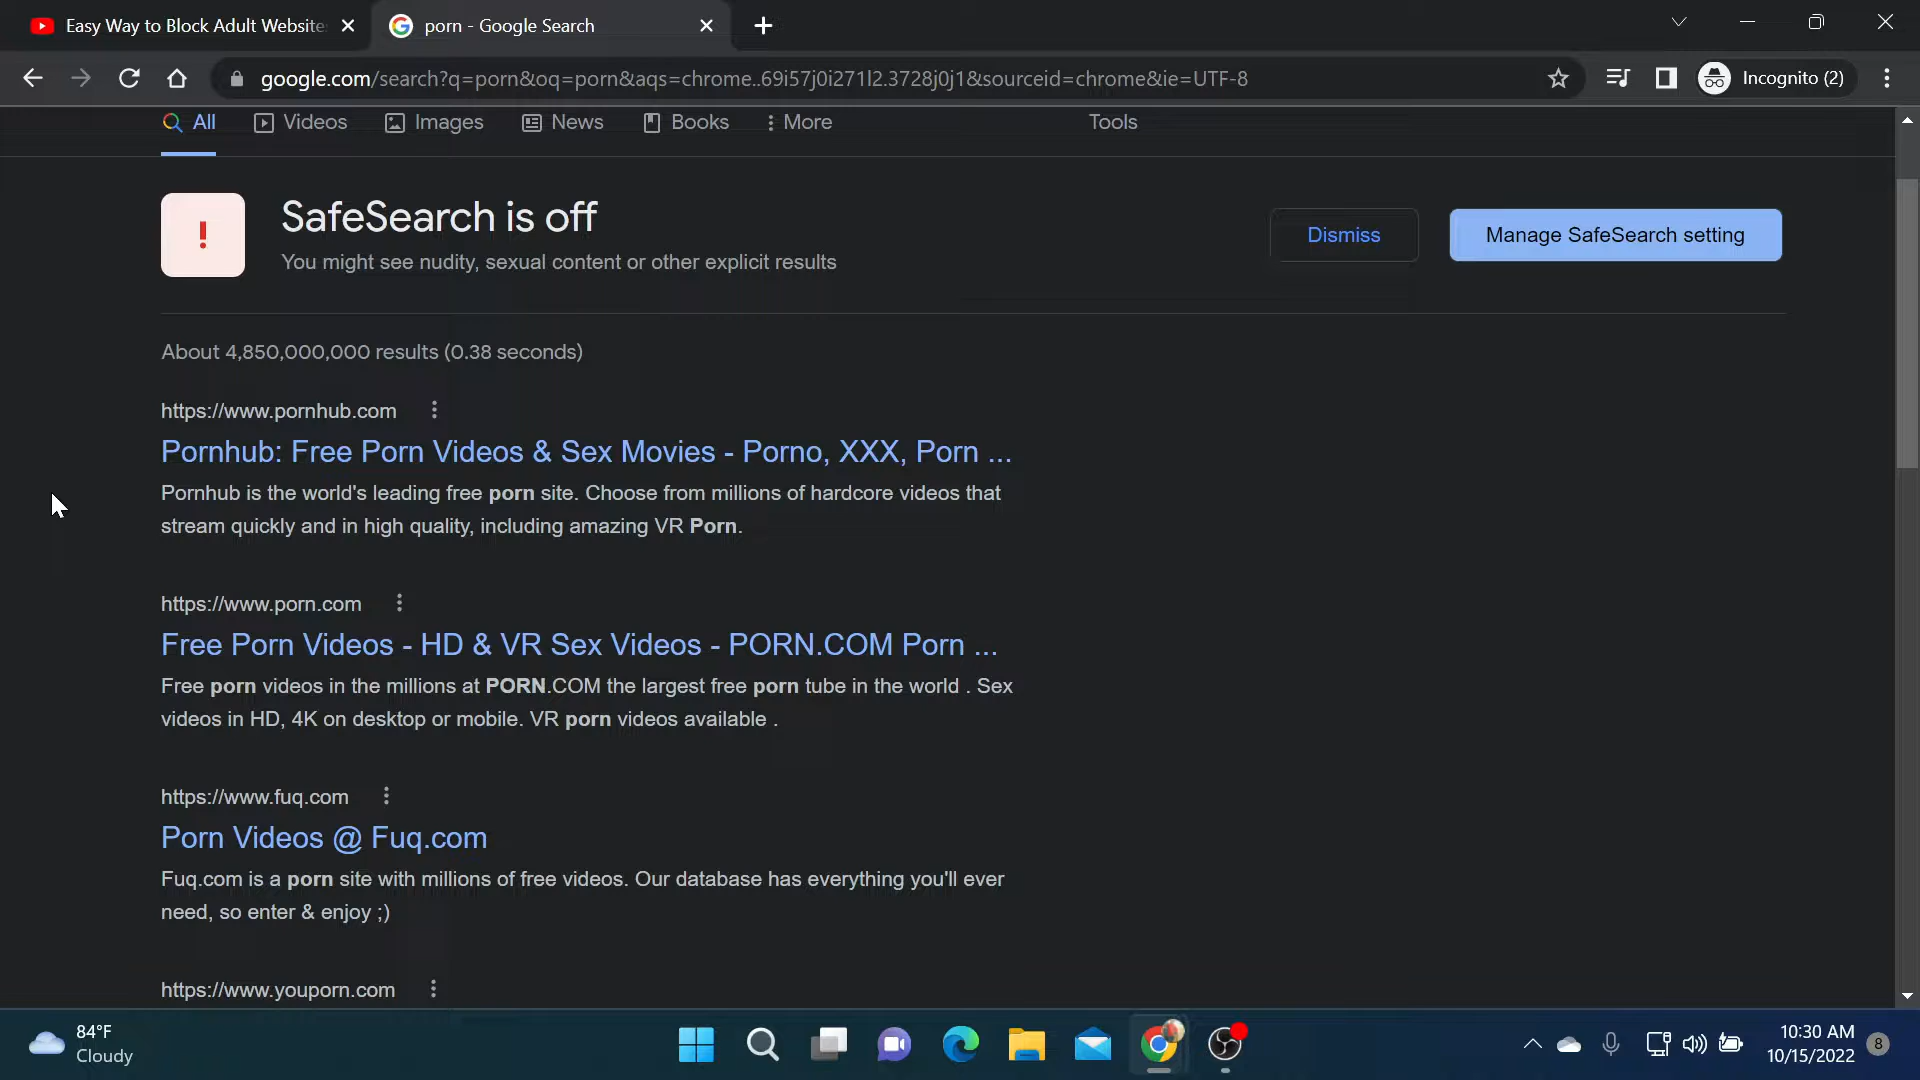 Easy Way to Block Adult Website
porn - Google Search
google.com/search?q=porn&oq=porn&aqs=chrome..69i57j0i271l2.3728j0j1&sourceid=chrome&ie=UTF-8
Incognito (2)
All
Videos
Images
News
Books
More
Tools
!
SafeSearch is off
You might see nudity, sexual content or other explicit results
Dismiss
Manage SafeSearch setting
About 4,850,000,000 results (0.38 seconds)
https://www.pornhub.com
Pornhub: Free Porn Videos & Sex Movies - Porno, XXX, Porn ...
Pornhub is the world's leading free porn site. Choose from millions of hardcore videos that
stream quickly and in high quality, including amazing VR Porn.
https://www.porn.com
Free Porn Videos - HD & VR Sex Videos - PORN.COM Porn ...
Free porn videos in the millions at PORN.COM the largest free porn tube in the world . Sex
videos in HD, 4K on desktop or mobile. VR porn videos available .
https://www.fuq.com
Porn Videos @ Fuq.com
Fuq.com is a porn site with millions of free videos. Our database has everything you'll ever
need, so enter & enjoy ;)
https://www.youporn.com
84°F
Cloudy
10:30 AM
10/15/2022
8